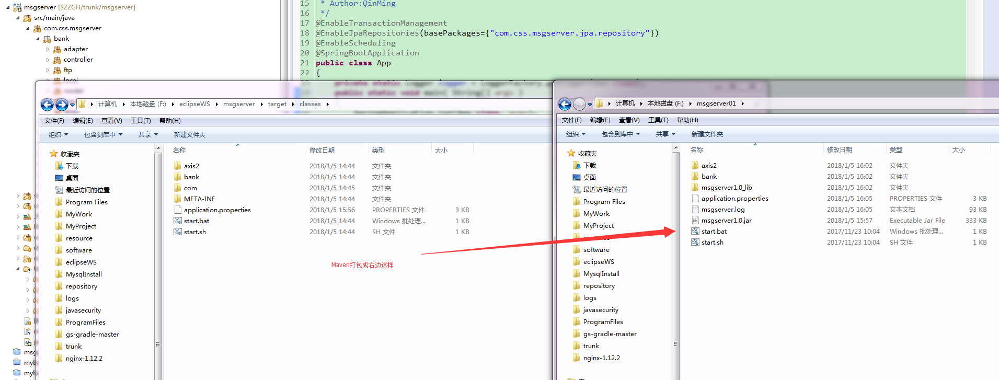 msgserver [SZZGH/trunk/msgserver]
src/main/java
com.css.msgserver
bank
adapter
controller
ftp
local
model
15 * Author:QinMing
16 */
17 @EnableTransactionManagement
18 @EnableJpaRepositories(basePackages={"com.css.msgserver.jpa.repository"})
19 @EnableScheduling
20 @SpringBootApplication
21 public class App
22 {
public static void main( String[] args )
计算机 本地磁盘 (F:) eclipseWS msgserver target classes
文件(F) 编辑(E) 查看(V) 工具(T) 帮助(H)
组织 包含到库中 共享 新建文件夹
收藏夹
下载
桌面
最近访问的位置
Program Files
MyWork
MyProject
resource
software
eclipseWS
MysqlInstall
repository
logs
javasecurity
ProgramFiles
gs-gradle-master
trunk
nginx-1.12.2
名称 修改日期 类型 大小
axis2 2018/1/5 14:44 文件夹
bank 2018/1/5 14:44 文件夹
com 2018/1/5 14:45 文件夹
META-INF 2018/1/5 14:44 文件夹
application.properties 2018/1/5 15:56 PROPERTIES 文件 3 KB
start.bat 2018/1/5 14:44 Windows 批处理... 1 KB
start.sh 2018/1/5 14:44 SH 文件 1 KB
Maven打包成右边这样
计算机 本地磁盘 (F:) msgserver01
文件(F) 编辑(E) 查看(V) 工具(T) 帮助(H)
组织 包含到库中 共享 新建文件夹
收藏夹
下载
桌面
最近访问的位置
Program Files
MyWork
MyProject
software
eclipseWS
MysqlInstall
repository
logs
javasecurity
ProgramFiles
gs-gradle-master
trunk
nginx-1.12.2
名称 修改日期 类型 大小
axis2 2018/1/5 16:02 文件夹
bank 2018/1/5 16:02 文件夹
msgserver1.0_lib 2018/1/5 16:02 文件夹
application.properties 2018/1/5 16:05 PROPERTIES 文件 3 KB
msgserver.log 2018/1/5 16:05 文本文档 93 KB
msgserver1.0.jar 2018/1/5 15:57 Executable Jar File 333 KB
start.bat 2017/11/23 10:04 Windows 批处理... 1 KB
start.sh 2017/11/23 10:04 SH 文件 1 KB
msg
myb
myb